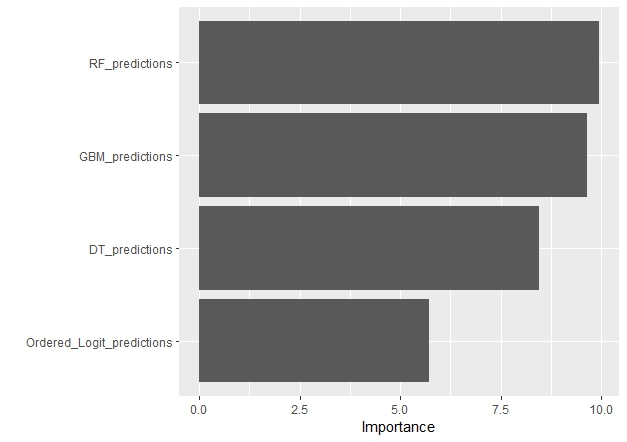 RF_predictions
GBM_predictions
DT_predictions
Ordered_Logit_predictions
0.0 2.5 5.0 7.5 10.0
Importance